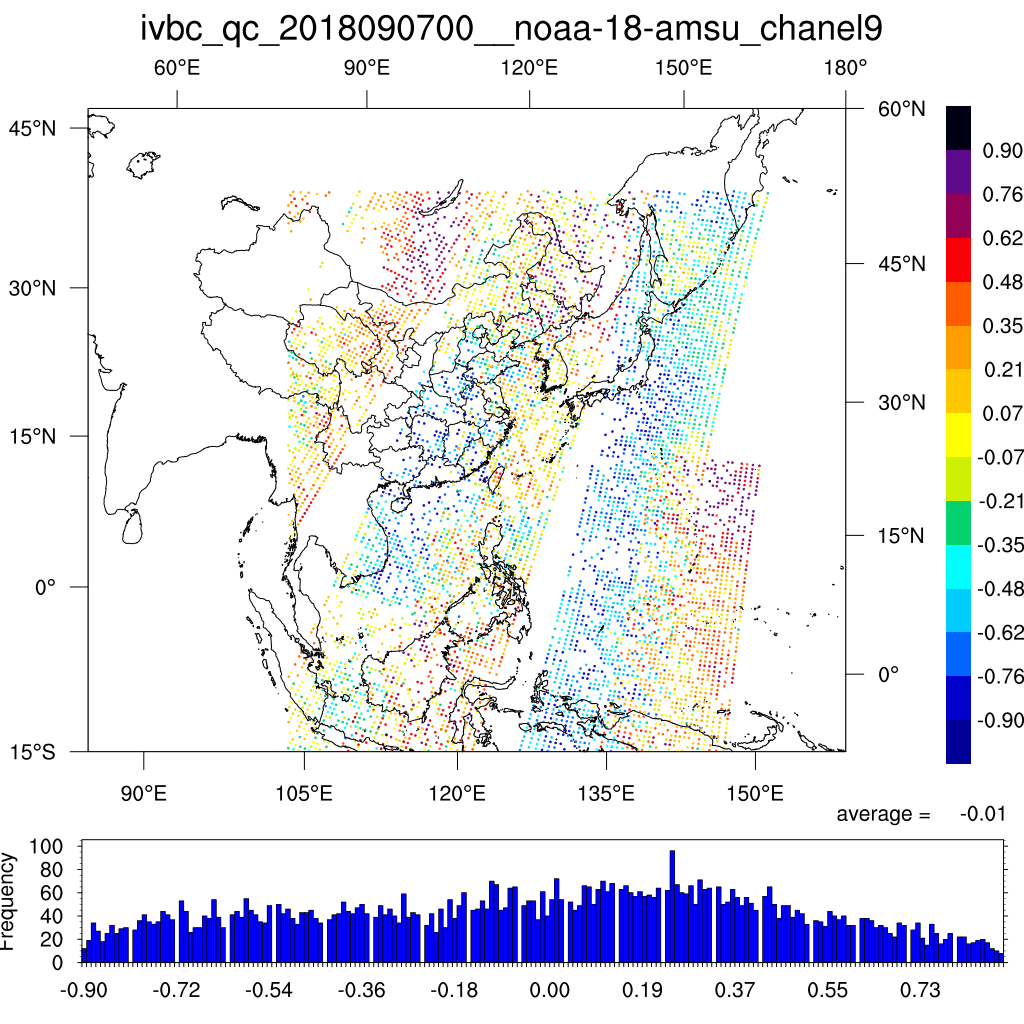 ivbc_qc_2018090700__noaa-18-amsu_chanel9
60°E 90°E 120°E 150°E 180°
45°N 60°N
30°N 45°N
15°N 30°N
0° 15°N
15°S 0°
90°E 105°E 120°E 135°E 150°E
0.90
0.76
0.62
0.48
0.35
0.21
0.07
-0.07
-0.21
-0.35
-0.48
-0.62
-0.76
-0.90
average = -0.01
Frequency
100
80
60
40
20
0
-0.90 -0.72 -0.54 -0.36 -0.18 0.00 0.19 0.37 0.55 0.73